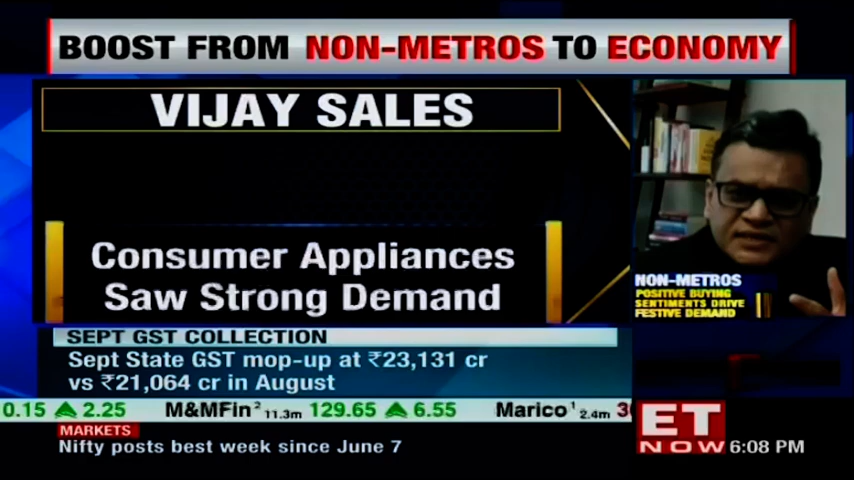 BOOST FROM NON-METROS TO ECONOMY
VIJAY SALES
Consumer Appliances
Saw Strong Demand
NON-METROS
POSITIVE BUYING
SENTIMENTS DRIVE
FESTIVE DEMAND
SEPT GST COLLECTION
Sept State GST mop-up at ₹23,131 cr
vs ₹21,064 cr in August
0.15 ▲ 2.25 M&MFin² 11.3m 129.65 ▲ 6.55 Marico¹ 2.4m
MARKETS
Nifty posts best week since June 7
ET
NOW 6:08 PM